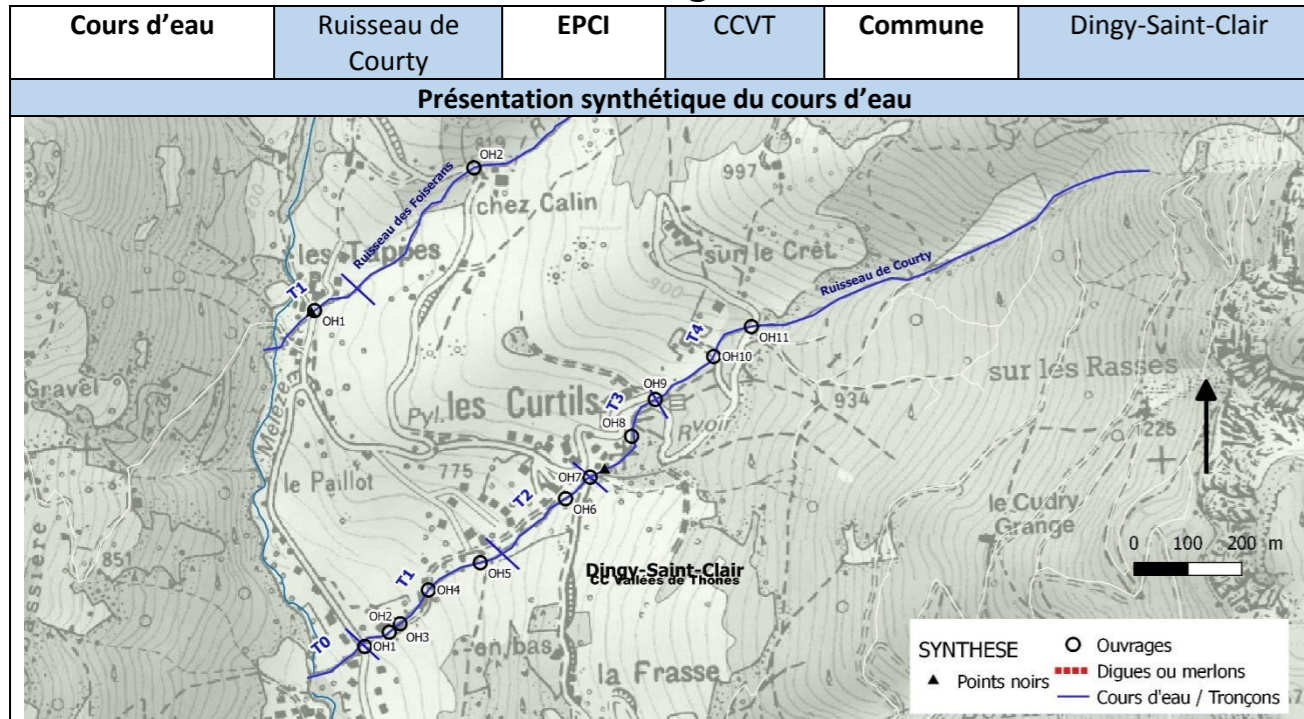 Cours d’eau
Ruisseau de
Courty
EPCI
CCVT
Commune
Dingy-Saint-Clair
Présentation synthétique du cours d’eau
819
OH2
997
Ruisseau des Foiserans
chez Calin
les Tappes
sur le Crêt
900
Ruisseau de Courty
T1
OH1
OH11
T4
OH10
sur les Rasses
Gravel
Mélèze
OH9
T3
les Curtils
934
Pyl.
OH8
Rvoir
225
775
OH7
le Paillot
T2
OH6
le Cudry
Grange
851
OH5
Dingy-Saint-Clair
CC Vallées de Thônes
0 100 200 m
T1
OH4
OH2
OH3
T0
OH1
en bas
la Frasse
SYNTHESE
Ouvrages
Digues ou merlons
Points noirs
Cours d'eau / Tronçons